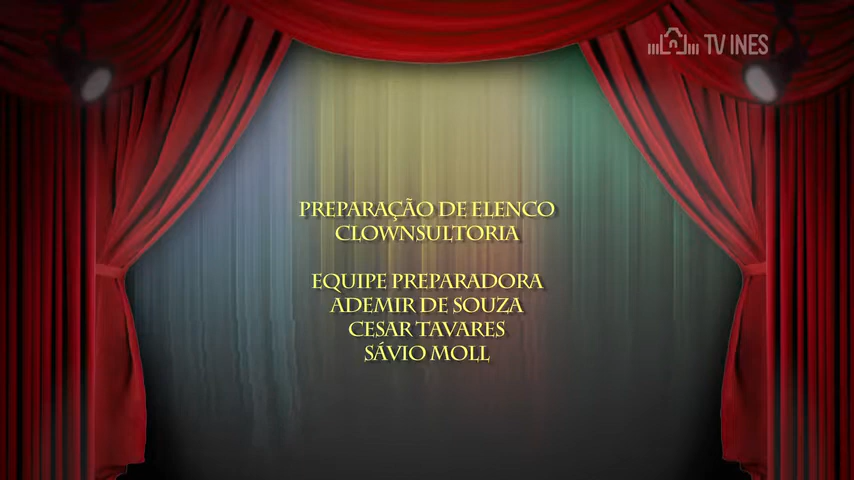 TV INES
PREPARAÇÃO DE ELENCO
CLOWNSULTORIA
EQUIPE PREPARADORA
ADEMIR DE SOUZA
CESAR TAVARES
SÁVIO MOLL